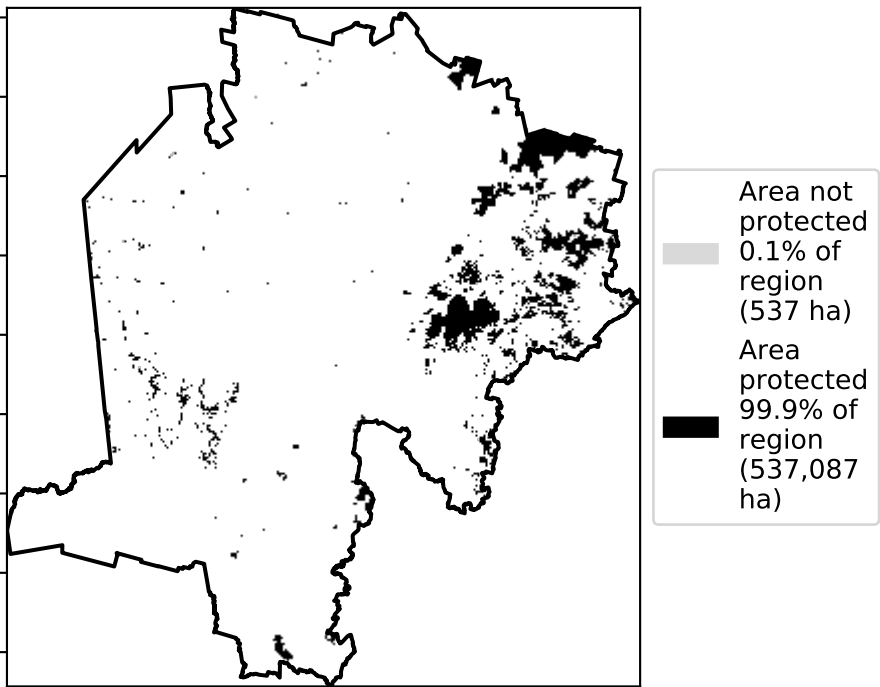 Area not
protected
0.1% of
region
(537 ha)
Area
protected
99.9% of
region
(537,087
ha)